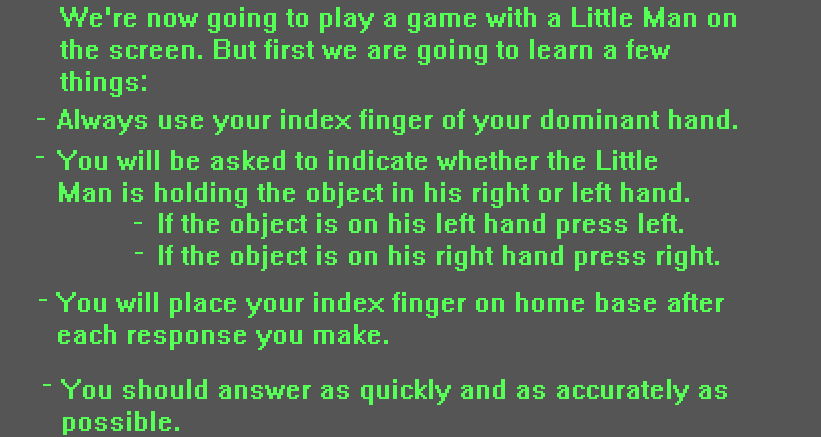 We're now going to play a game with a Little Man on
the screen. But first we are going to learn a few
things:
- Always use your index finger of your dominant hand.
- You will be asked to indicate whether the Little
Man is holding the object in his right or left hand.
- If the object is on his left hand press left.
- If the object is on his right hand press right.
- You will place your index finger on home base after
each response you make.
- You should answer as quickly and as accurately as
possible.